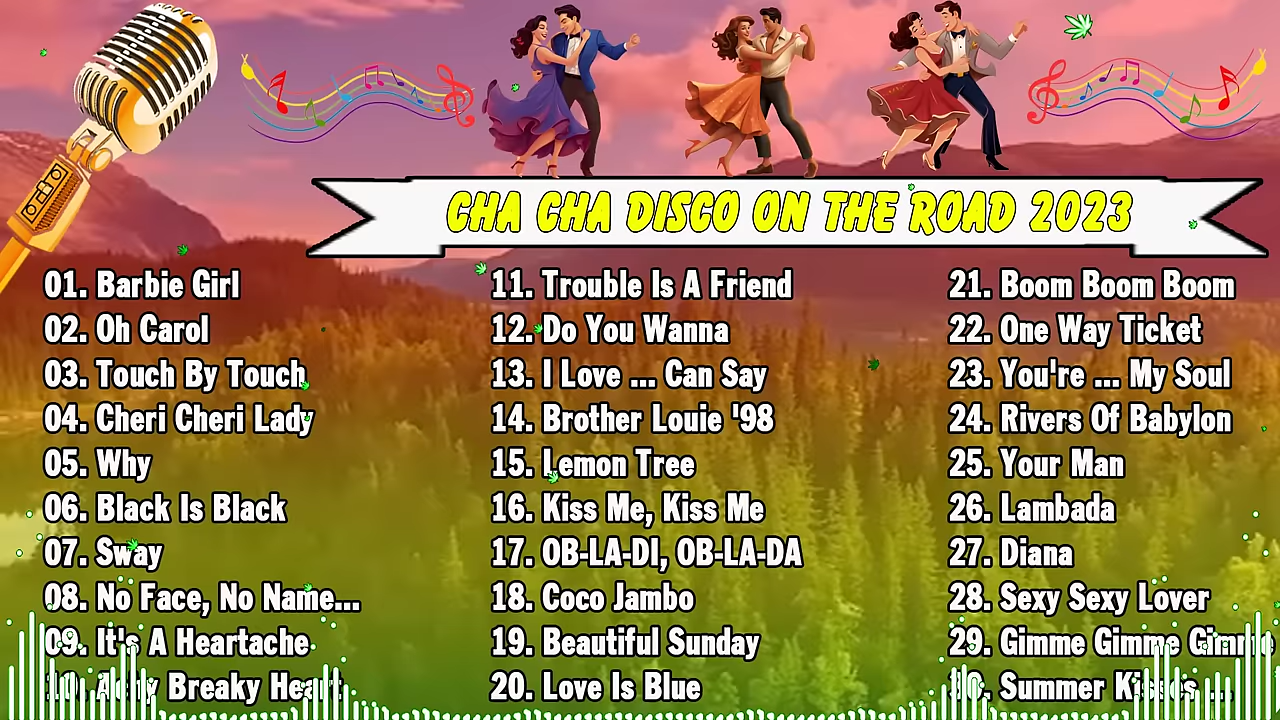 CHA CHA DISCO ON THE ROAD 2023
01. Barbie Girl
02. Oh Carol
03. Touch By Touch
04. Cheri Cheri Lady
05. Why
06. Black Is Black
07. Sway
08. No Face, No Name...
09. It's A Heartache
10. Achy Breaky Heart
11. Trouble Is A Friend
12. Do You Wanna
13. I Love ... Can Say
14. Brother Louie '98
15. Lemon Tree
16. Kiss Me, Kiss Me
17. OB-LA-DI, OB-LA-DA
18. Coco Jambo
19. Beautiful Sunday
20. Love Is Blue
21. Boom Boom Boom
22. One Way Ticket
23. You're ... My Soul
24. Rivers Of Babylon
25. Your Man
26. Lambada
27. Diana
28. Sexy Sexy Lover
29. Gimme Gimme Gimme
30. Summer Kisses ...